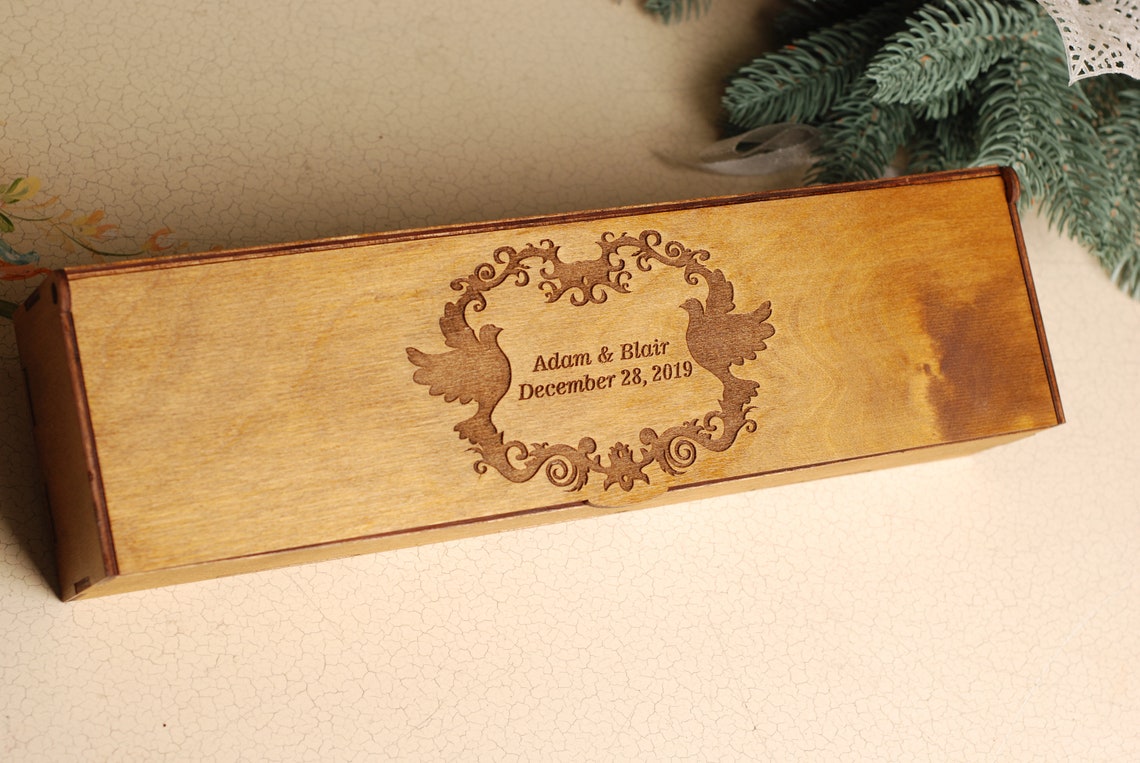 Adam & Blair
December 28, 2019